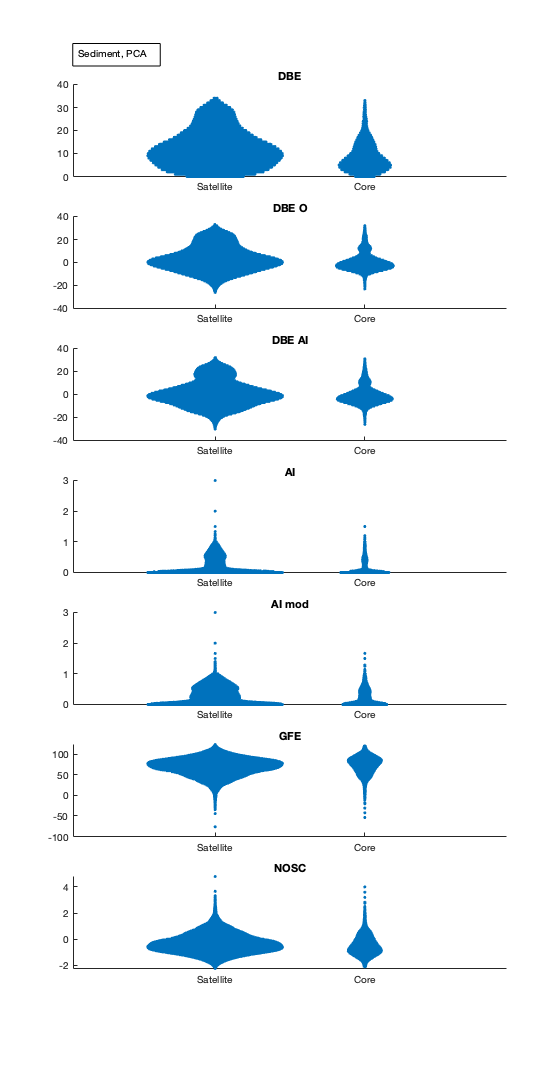 Sediment, PCA
DBE
40
30
20
10
0
Satellite Core
DBE O
40
20
0
-20
-40
Satellite Core
DBE AI
40
20
0
-20
-40
Satellite Core
AI
3
2
1
0
Satellite Core
AI mod
3
2
1
0
Satellite Core
GFE
100
50
0
-50
-100
Satellite Core
NOSC
4
2
0
-2
Satellite Core